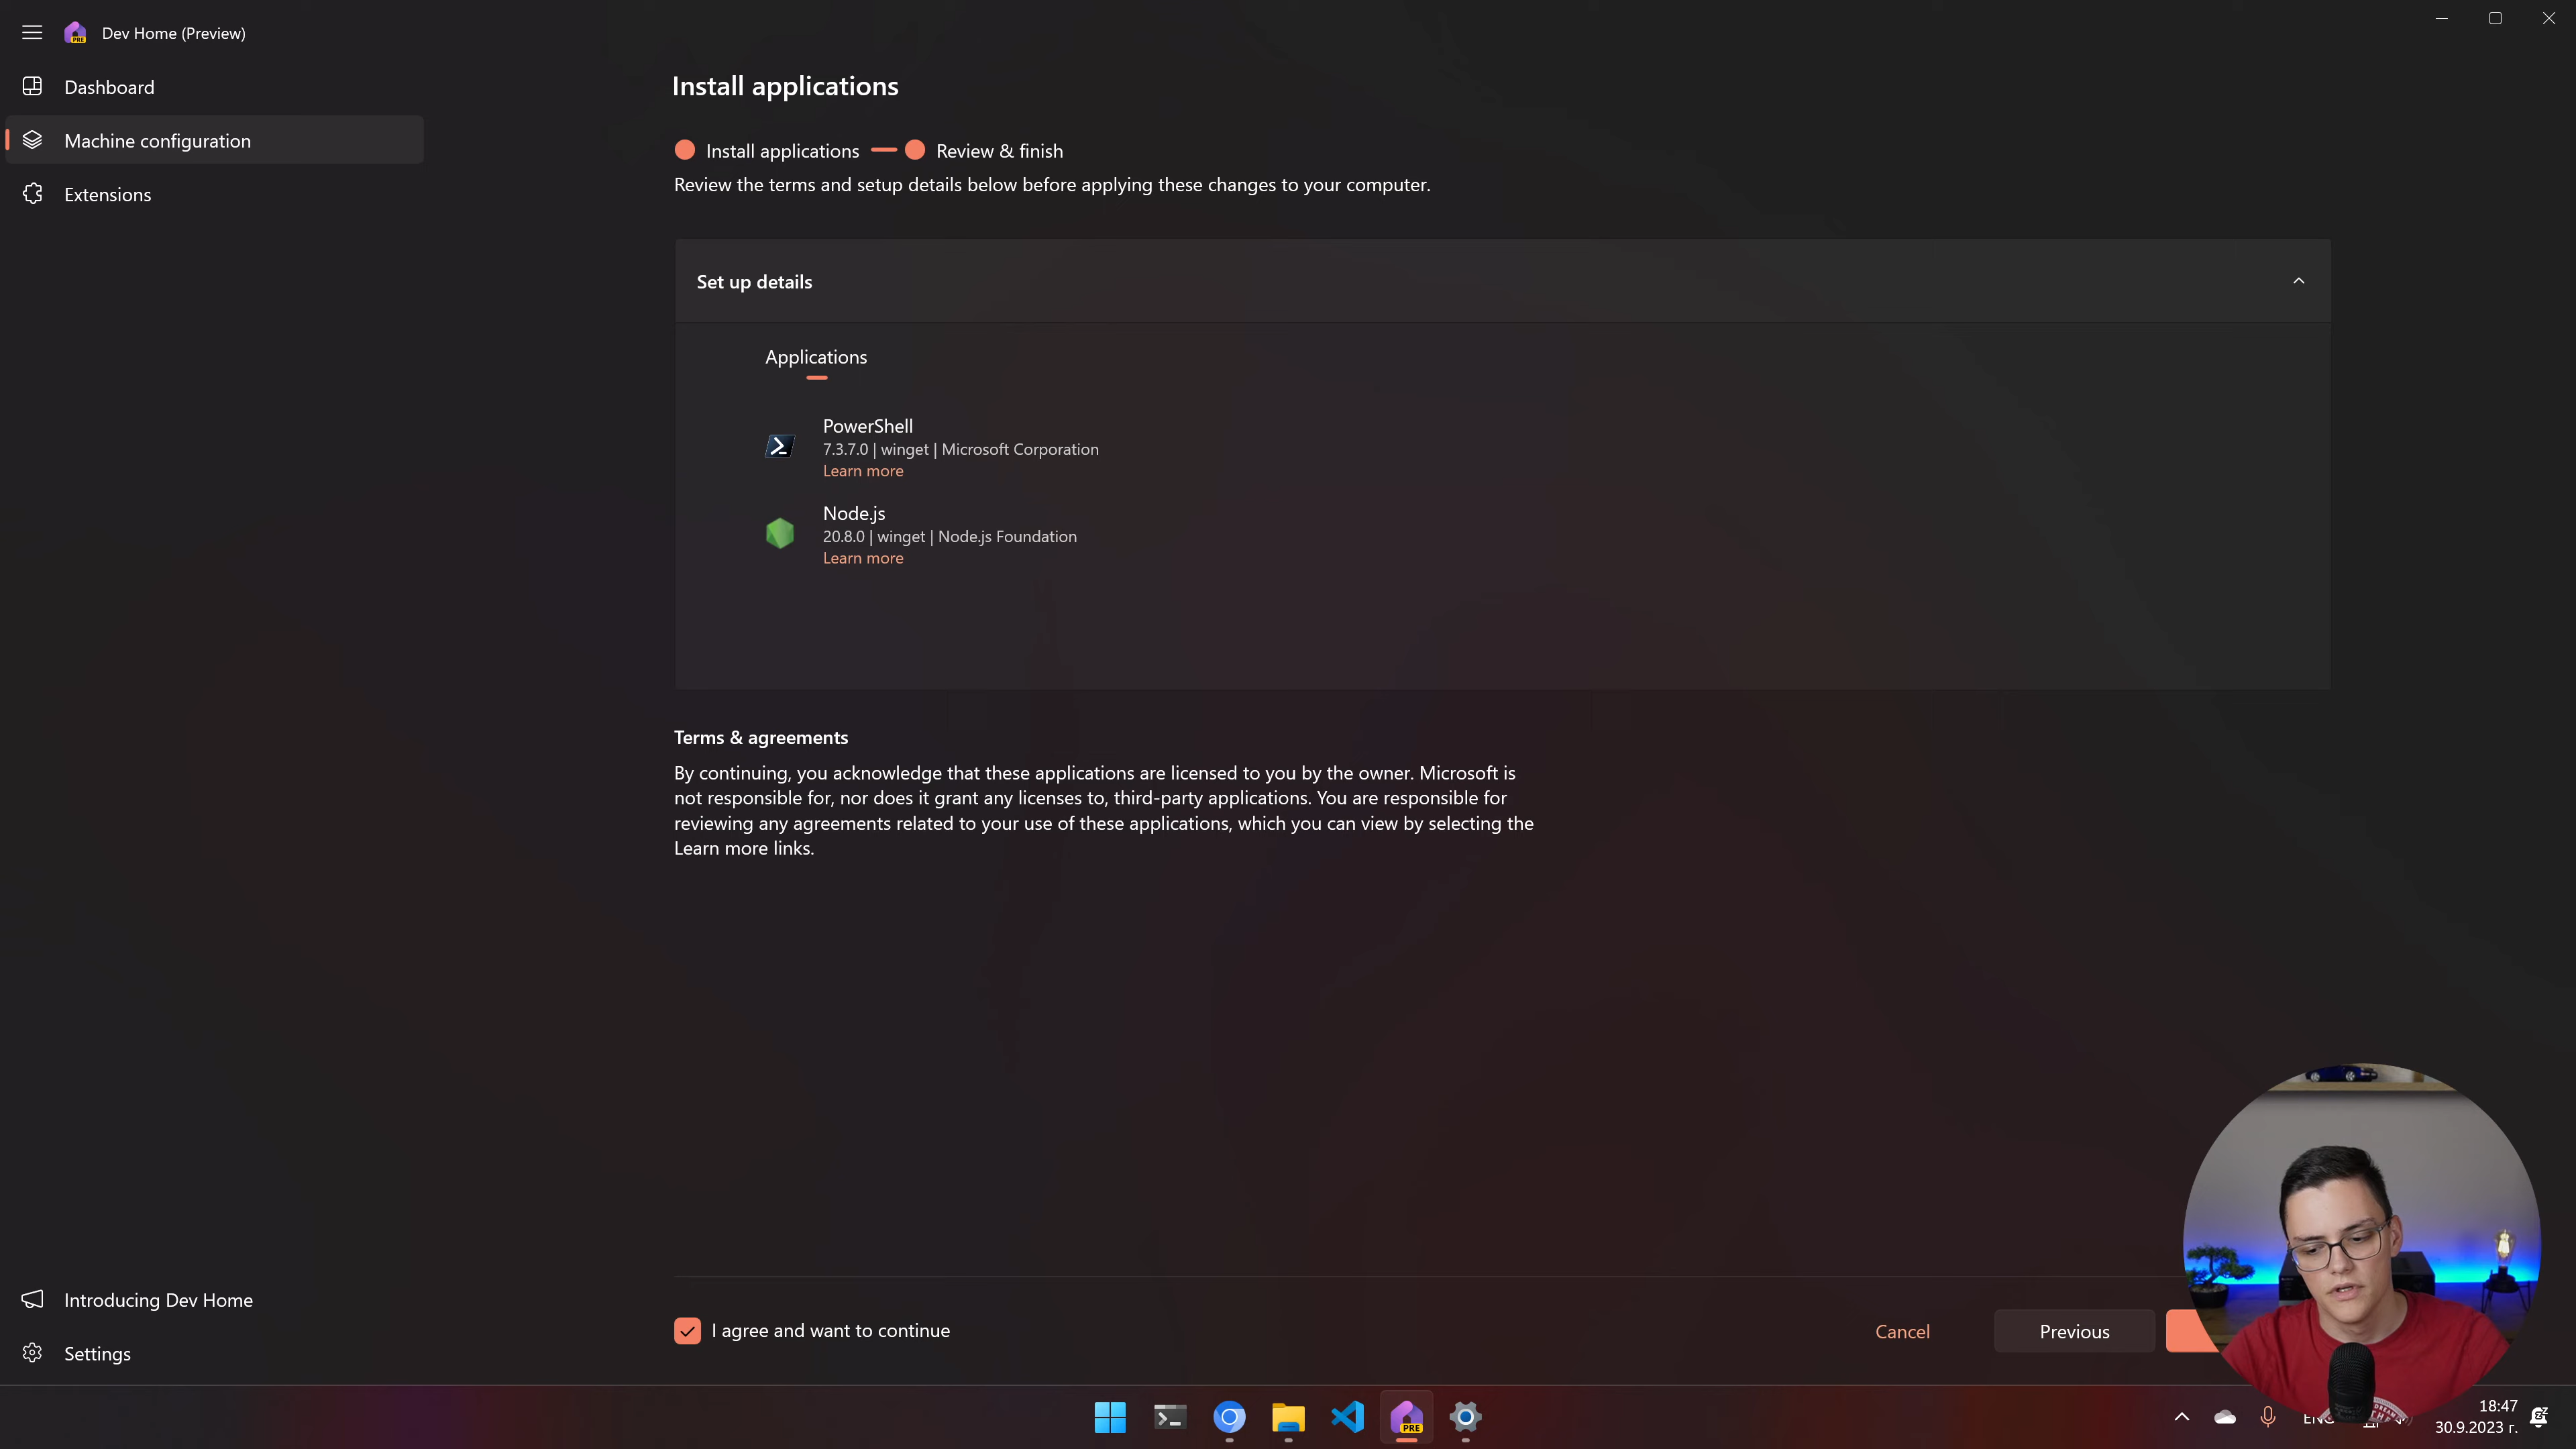 Dev Home (Preview)
Dashboard
Machine configuration
Extensions
Install applications
Install applications
Review & finish
Review the terms and setup details below before applying these changes to your computer.
Set up details
Applications
PowerShell
7.3.7.0 | winget | Microsoft Corporation
Learn more
Node.js
20.8.0 | winget | Node.js Foundation
Learn more
Terms & agreements
By continuing, you acknowledge that these applications are licensed to you by the owner. Microsoft is
not responsible for, nor does it grant any licenses to, third-party applications. You are responsible for
reviewing any agreements related to your use of these applications, which you can view by selecting the
Learn more links.
Introducing Dev Home
Settings
I agree and want to continue
Cancel
Previous
PRE
PRE
18:47
30.9.2023 г.